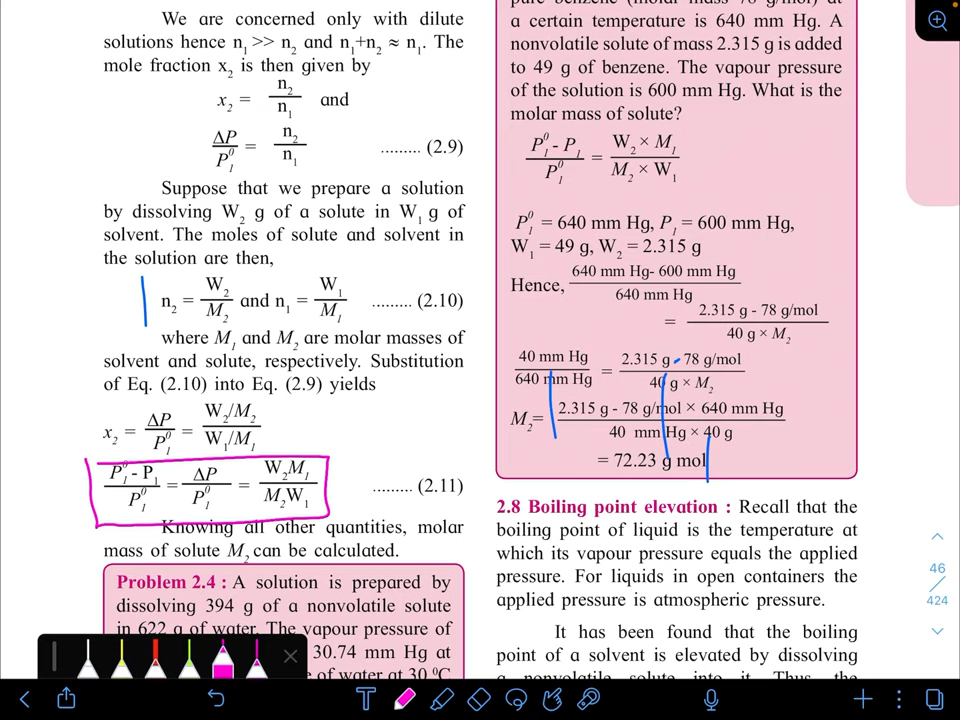 We are concerned only with dilute
solutions hence n₁ >> n₂ and n₁+n₂ ≈ n₁. The
mole fraction x₂ is then given by
x₂ = n₂/n₁ and
ΔP/P₁⁰ = n₂/n₁ ......... (2.9)
Suppose that we prepare a solution
by dissolving W₂ g of a solute in W₁ g of
solvent. The moles of solute and solvent in
the solution are then,
n₂ = W₂/M₂ and n₁ = W₁/M₁ ......... (2.10)
where M₁ and M₂ are molar masses of
solvent and solute, respectively. Substitution
of Eq. (2.10) into Eq. (2.9) yields
x₂ = ΔP/P₁⁰ = W₂/M₂ / W₁/M₁
P₁⁰ - P₁/P₁⁰ = ΔP/P₁⁰ = W₂M₁/M₂W₁ ......... (2.11)
Knowing all other quantities, molar
mass of solute M₂ can be calculated.
Problem 2.4 : A solution is prepared by
dissolving 394 g of a nonvolatile solute
in 622 g of water. The vapour pressure of
30.74 mm Hg at
of water at 30 ⁰C
a certain temperature is 640 mm Hg. A
nonvolatile solute of mass 2.315 g is added
to 49 g of benzene. The vapour pressure
of the solution is 600 mm Hg. What is the
molar mass of solute?
P₁⁰ - P₁/P₁⁰ = W₂ × M₁/M₂ × W₁
P₁⁰ = 640 mm Hg, P₁ = 600 mm Hg,
W₁ = 49 g, W₂ = 2.315 g
Hence, 640 mm Hg- 600 mm Hg/640 mm Hg
= 2.315 g - 78 g/mol/40 g × M₂
40 mm Hg/640 mm Hg = 2.315 g - 78 g/mol/40 g × M₂
M₂= 2.315 g - 78 g/mol × 640 mm Hg/40 mm Hg × 40 g
= 72.23 g mol
2.8 Boiling point elevation : Recall that the
boiling point of liquid is the temperature at
which its vapour pressure equals the applied
pressure. For liquids in open containers the
applied pressure is atmospheric pressure.
It has been found that the boiling
point of a solvent is elevated by dissolving
a nonvolatile solute into it. Thus, the
46
424